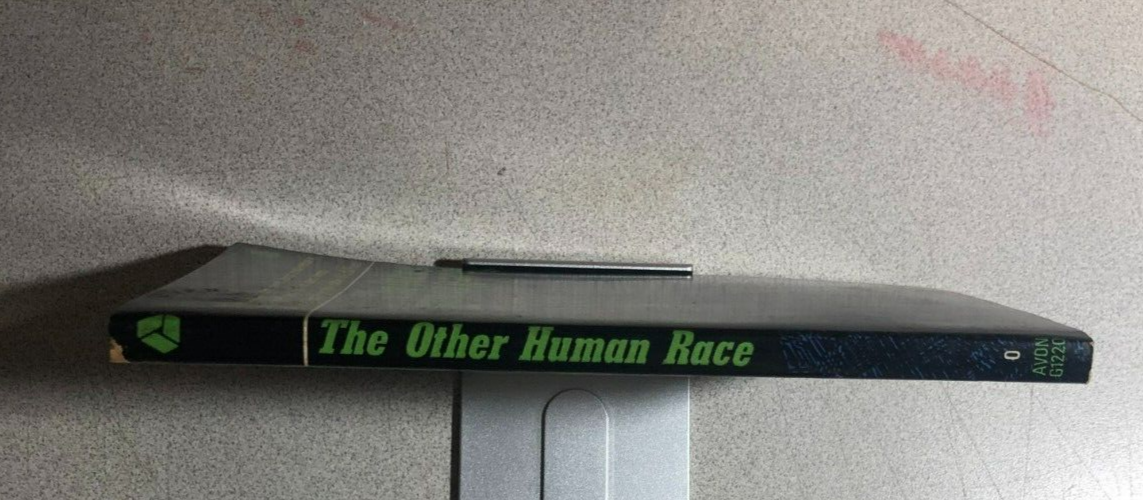 The Other Human Race
0
AVON
G1220